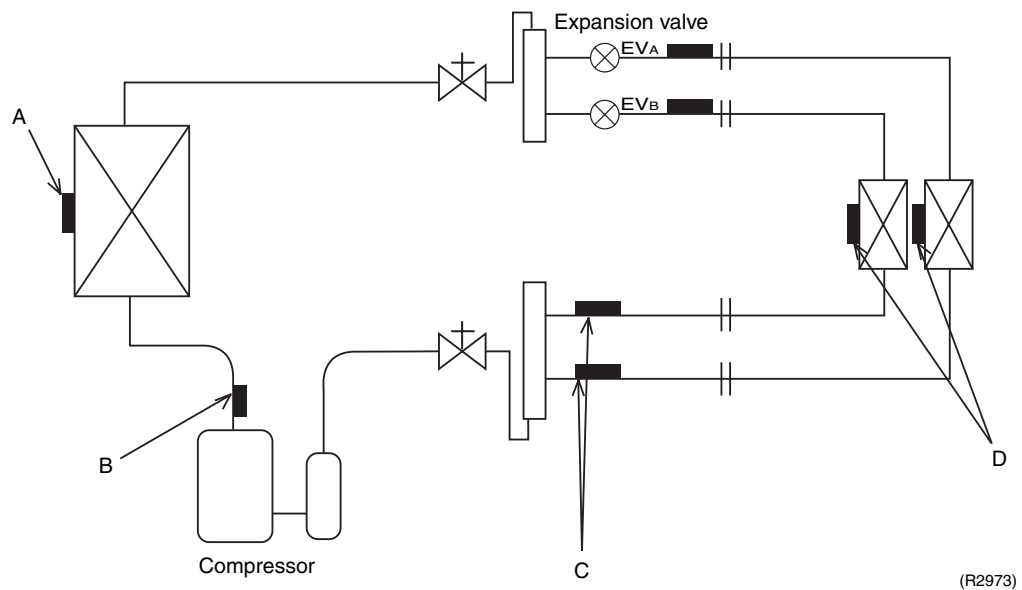 Expansion valve
EVA
A
EVB
B
D
Compressor
C
(R2973)